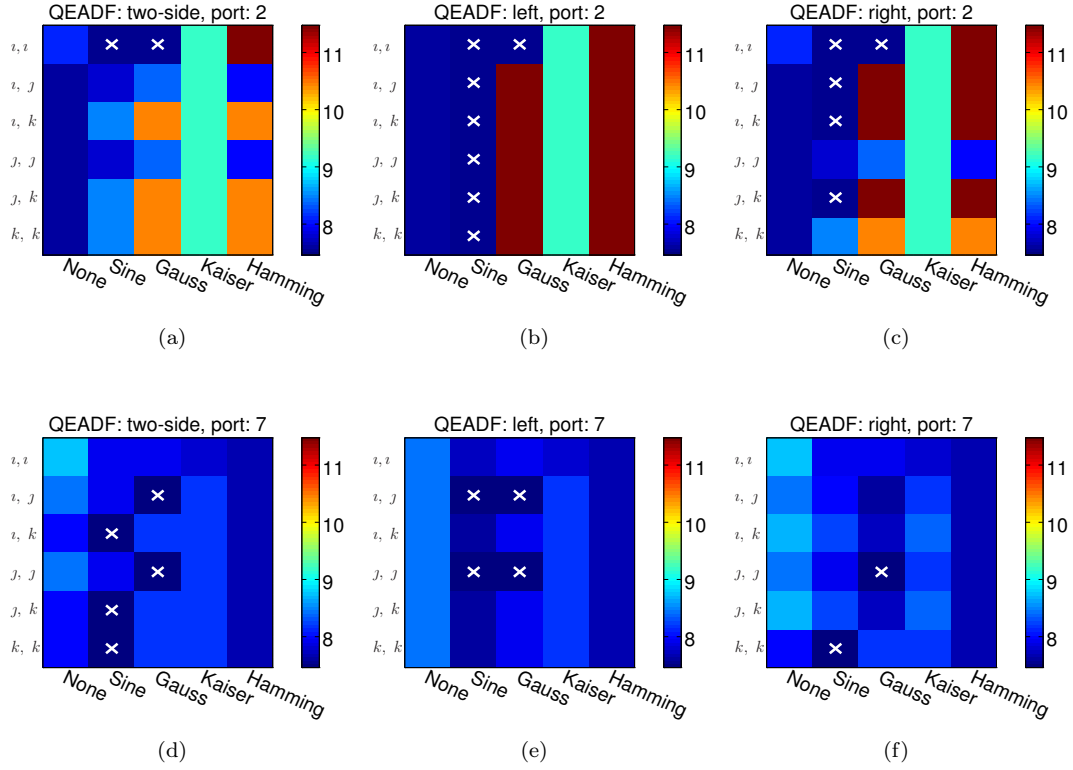 QEADF: two-side, port: 2
ı, ı
ı, ȷ
ı, k
ȷ, ȷ
ȷ, k
k, k
None Sine Gauss Kaiser Hamming
11
10
9
8
(a)
QEADF: left, port: 2
None Sine Gauss Kaiser Hamming
11
10
9
8
(b)
QEADF: right, port: 2
ı, ı
ı, ȷ
ı, k
ȷ, ȷ
ȷ, k
k, k
None Sine Gauss Kaiser Hamming
11
10
9
8
(c)
QEADF: two-side, port: 7
ı, ı
ı, ȷ
ı, k
ȷ, ȷ
ȷ, k
k, k
None Sine Gauss Kaiser Hamming
11
10
9
8
(d)
QEADF: left, port: 7
ı, ı
ı, ȷ
ı, k
ȷ, ȷ
ȷ, k
k, k
None Sine Gauss Kaiser Hamming
11
10
9
8
(e)
QEADF: right, port: 7
ı, ı
ı, ȷ
ı, k
ȷ, ȷ
ȷ, k
k, k
None Sine Gauss Kaiser Hamming
11
10
9
8
(f)